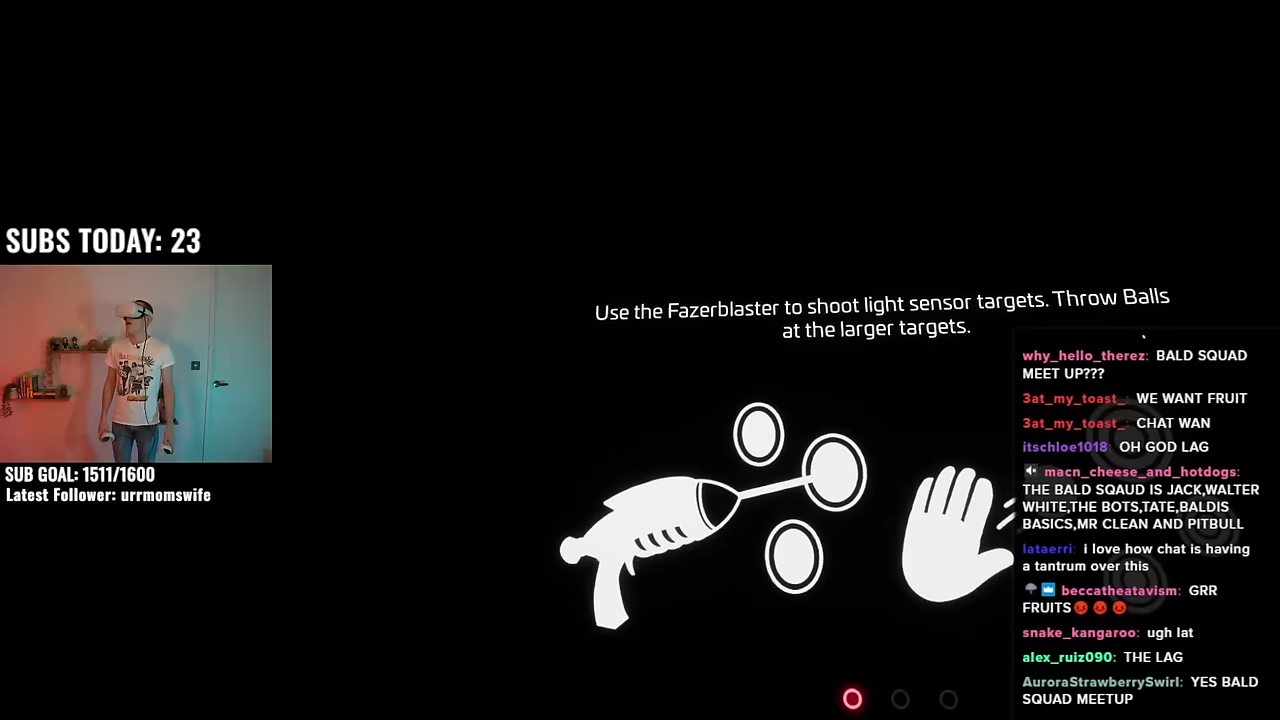 SUBS TODAY: 23
SUB GOAL: 1511/1600
Latest Follower: urrmomswife
Use the Fazerblaster to shoot light sensor targets. Throw Balls
at the larger targets.
why_hello_therez: BALD SQUAD
MEET UP???
3at_my_toast_: WE WANT FRUIT
3at_my_toast_: CHAT WAN
itschloe1018: OH GOD LAG
macn_cheese_and_hotdogs:
THE BALD SQAUD IS JACK,WALTER
WHITE,THE BOTS,TATE,BALDIS
BASICS,MR CLEAN AND PITBULL
lataerri: i love how chat is having
a tantrum over this
beccatheatavism: GRR
FRUITS😡😡😡
snake_kangaroo: ugh lat
alex_ruiz090: THE LAG
AuroraStrawberrySwirl: YES BALD
SQUAD MEETUP